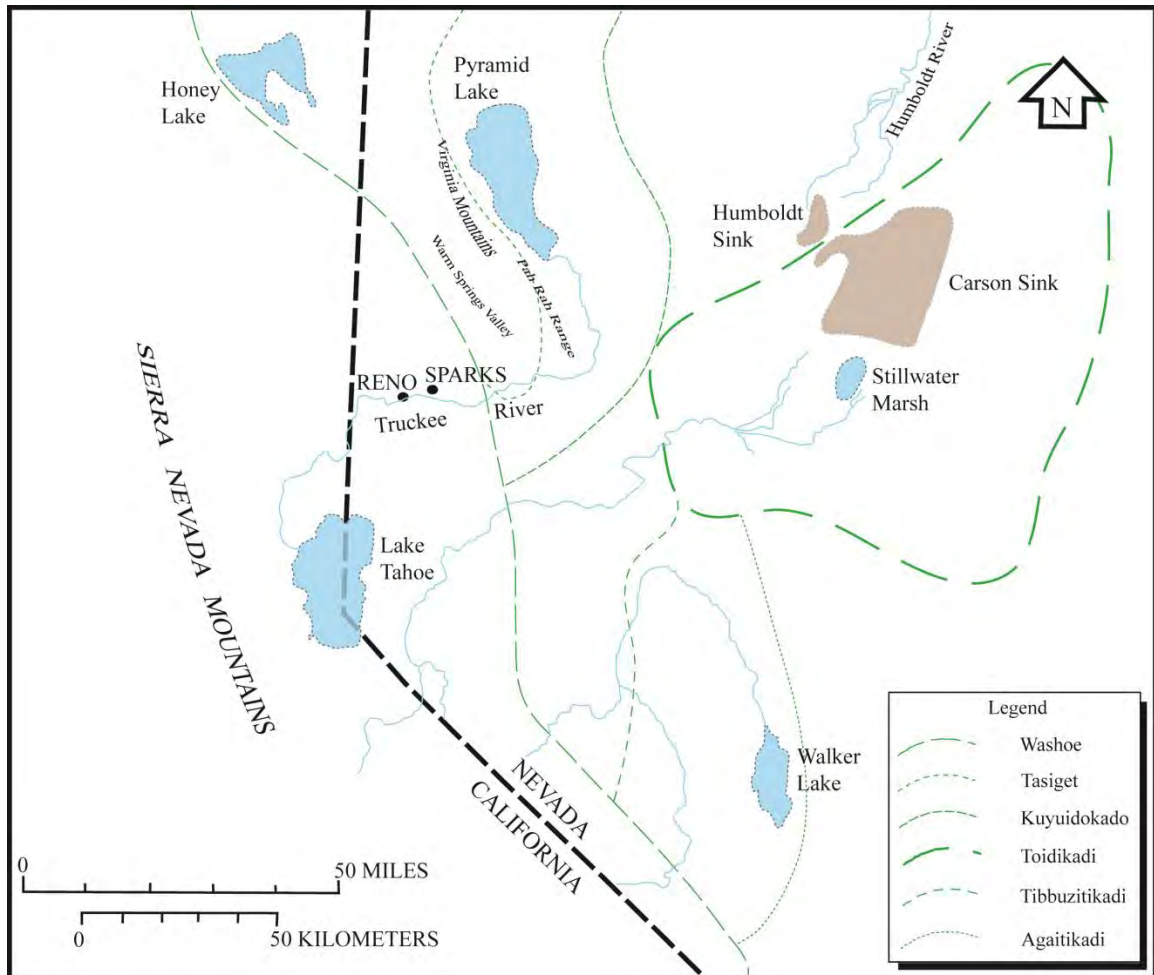 Honey
Lake
Pyramid
Lake
Humboldt River
N
Virginia Mountains
Humboldt
Sink
Warm Springs Valley
Pah Rah Range
Carson Sink
SIERRA NEVADA MOUNTAINS
RENO
SPARKS
Truckee
River
Stillwater
Marsh
Lake
Tahoe
NEVADA
CALIFORNIA
Walker
Lake
Legend
Washoe
Tasiget
Kuyuidokado
Toidikadi
Tibbuzitikadi
Agaitikadi
0
50 MILES
0
50 KILOMETERS